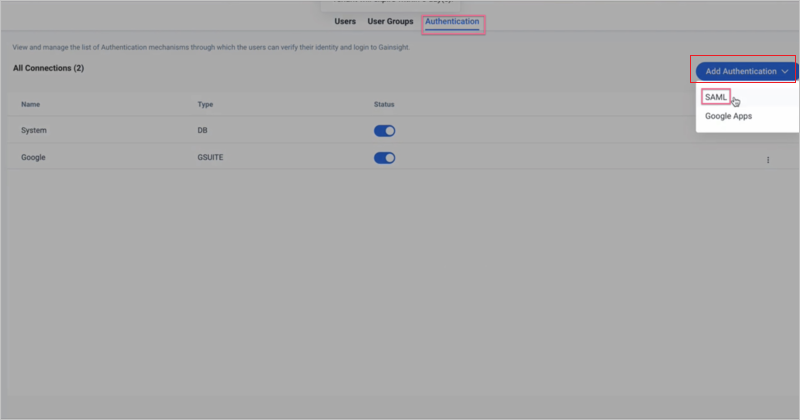 Users User Groups Authentication
View and manage the list of Authentication mechanisms through which the users can verify their identity and login to Gainsight.
All Connections (2)
Add Authentication
SAML
Google Apps
Name Type Status
System DB
Google GSUITE